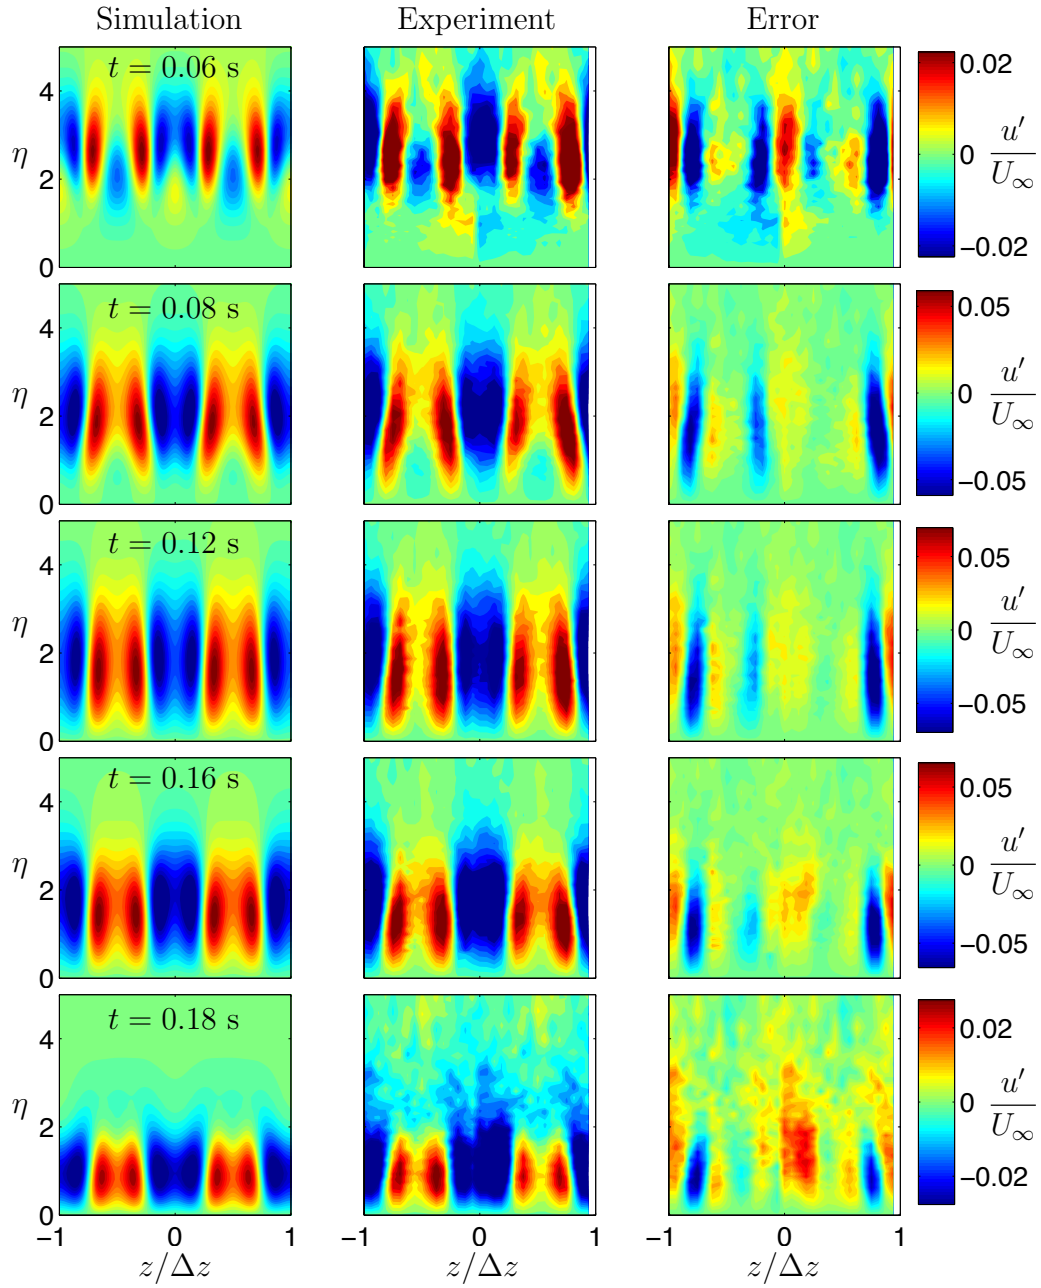 Simulation Experiment Error
t = 0.06 s
4
η
2
0
0.02
0
−0.02
u′
U∞
t = 0.08 s
4
η
2
0
0.05
0
−0.05
u′
U∞
t = 0.12 s
4
η
2
0
0.05
0
−0.05
u′
U∞
t = 0.16 s
4
η
2
0
0.05
0
−0.05
u′
U∞
t = 0.18 s
4
η
2
0
0.02
0
−0.02
u′
U∞
−1 0 1 −1 0 1 −1 0 1
z/Δz z/Δz z/Δz